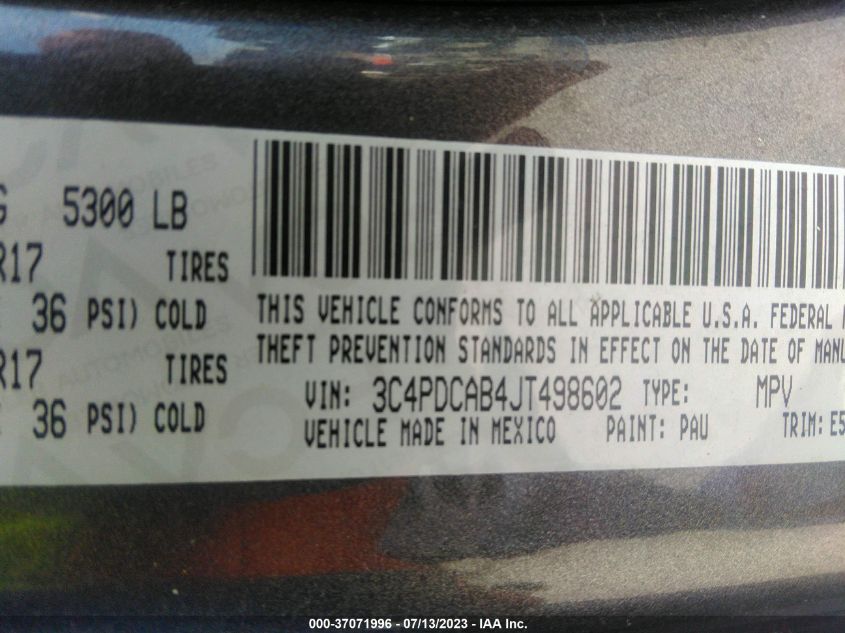 G 5300 LB
R17 TIRES
36 PSI) COLD
R17 TIRES
36 PSI) COLD
THIS VEHICLE CONFORMS TO ALL APPLICABLE U.S.A. FEDERAL
THEFT PREVENTION STANDARDS IN EFFECT ON THE DATE OF MANU
VIN: 3C4PDCAB4JT498602 TYPE: MPV
VEHICLE MADE IN MEXICO PAINT: PAU TRIM: E5
000-37071996 - 07/13/2023 - IAA Inc.